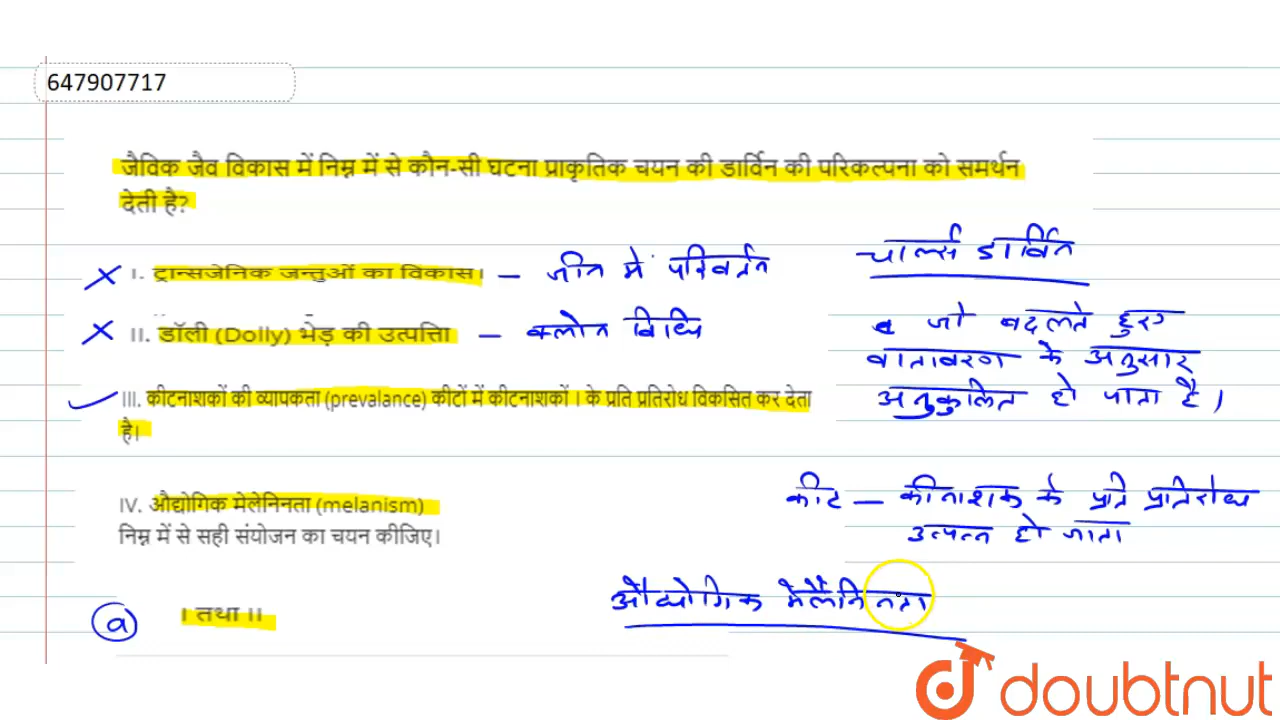 647907717
जैविक जैव विकास में निम्न में से कौन-सी घटना प्राकृतिक चयन की डार्विन की परिकल्पना को समर्थन
देती है?
चार्ल्स डार्विन
I. ट्रान्सजेनिक जन्तुओं का विकास। – जीन में परिवर्तन
II. डॉली (Dolly) भेड़ की उत्पत्ति – क्लोन विधि
जो बदलते हुए
वातावरण के अनुसार
अनुकुलित हो जाता है।
III. कीटनाशकों की व्यापकता (prevalance) कीटों में कीटनाशकों । के प्रति प्रतिरोध विकसित कर देता
है।
कीट – कीनाशक के प्रति प्रतिरोध
उत्पन्न हो जाता
IV. औद्योगिक मेलेनिनता (melanism)
निम्न में से सही संयोजन का चयन कीजिए।
औद्योगिक मेलैनिनता
a । तथा ।।
doubtnut